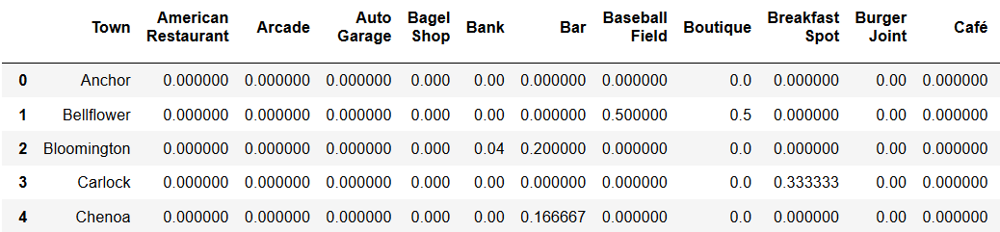 Town American Restaurant Arcade Auto Garage Bagel Shop Bank Bar Baseball Field Boutique Breakfast Spot Burger Joint Café
0 Anchor 0.000000 0.000000 0.000000 0.000 0.00 0.000000 0.000000 0.0 0.000000 0.00 0.000000
1 Bellflower 0.000000 0.000000 0.000000 0.000 0.00 0.000000 0.500000 0.5 0.000000 0.00 0.000000
2 Bloomington 0.000000 0.000000 0.000000 0.000 0.04 0.200000 0.000000 0.0 0.000000 0.00 0.000000
3 Carlock 0.000000 0.000000 0.000000 0.000 0.00 0.000000 0.000000 0.0 0.333333 0.00 0.000000
4 Chenoa 0.000000 0.000000 0.000000 0.000 0.00 0.166667 0.000000 0.0 0.000000 0.00 0.000000